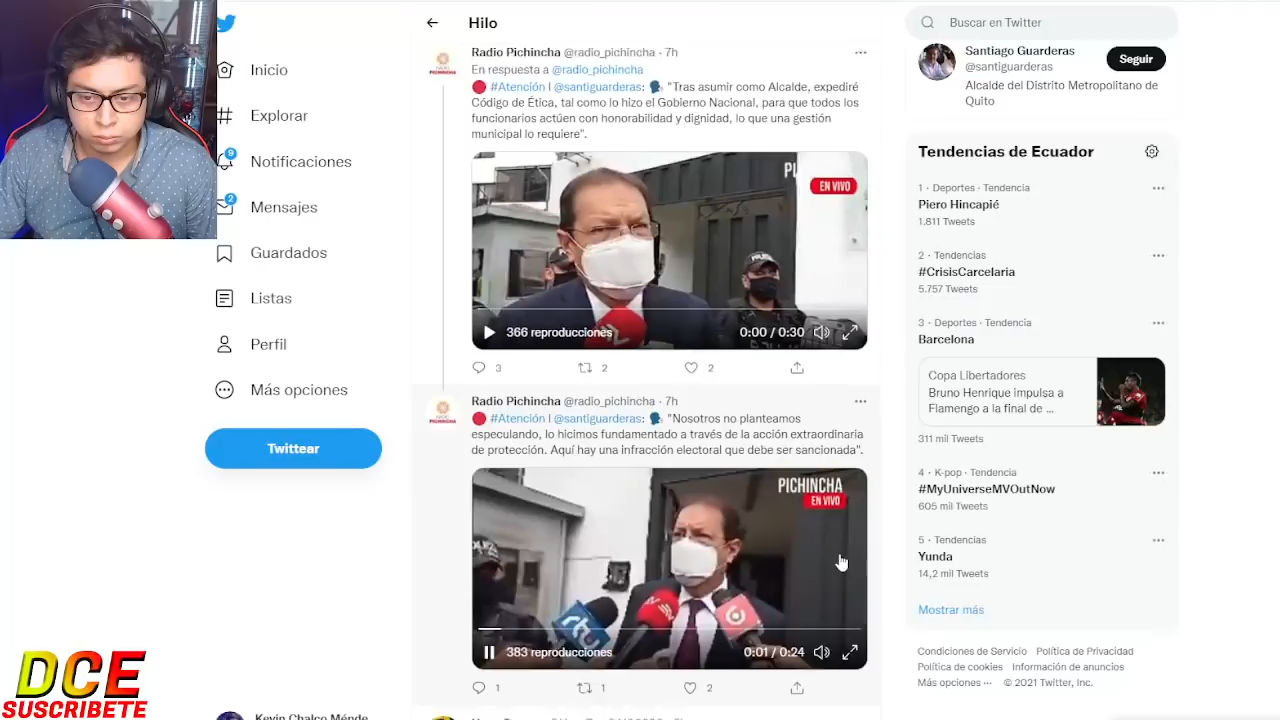 Inicio
Explorar
9
Notificaciones
2
Mensajes
Guardados
Listas
Perfil
Más opciones
Twittear
DCE
SUSCRIBETE
Hilo
Radio Pichincha @radio_pichincha · 7h
En respuesta a @radio_pichincha
#Atención | @santiguarderas: "Tras asumir como Alcalde, expediré
Código de Ética, tal como lo hizo el Gobierno Nacional, para que todos los
funcionarios actúen con honorabilidad y dignidad, lo que una gestión
municipal lo requiere".
EN VIVO
366 reproducciones
0:00 / 0:30
3
2
2
Radio Pichincha @radio_pichincha · 7h
#Atención | @santiguarderas: "Nosotros no planteamos
especulando, lo hicimos fundamentado a través de la acción extraordinaria
de protección. Aquí hay una infracción electoral que debe ser sancionada".
PICHINCHA
EN VIVO
rtu
383 reproducciones
0:01 / 0:24
1
1
2
Buscar en Twitter
Santiago Guarderas
@santiguarderas
Seguir
Alcalde del Distrito Metropolitano de
Quito
Tendencias de Ecuador
1 · Deportes · Tendencia
Piero Hincapié
1.811 Tweets
2 · Tendencias
#CrisisCarcelaria
5.757 Tweets
3 · Deportes · Tendencia
Barcelona
Copa Libertadores
Bruno Henrique impulsa a
Flamengo a la final de ...
311 mil Tweets
4 · K-pop · Tendencia
#MyUniverseMVOutNow
605 mil Tweets
5 · Tendencias
Yunda
14,2 mil Tweets
Mostrar más
Condiciones de Servicio Política de Privacidad
Política de cookies Información de anuncios
Más opciones ··· © 2021 Twitter, Inc.